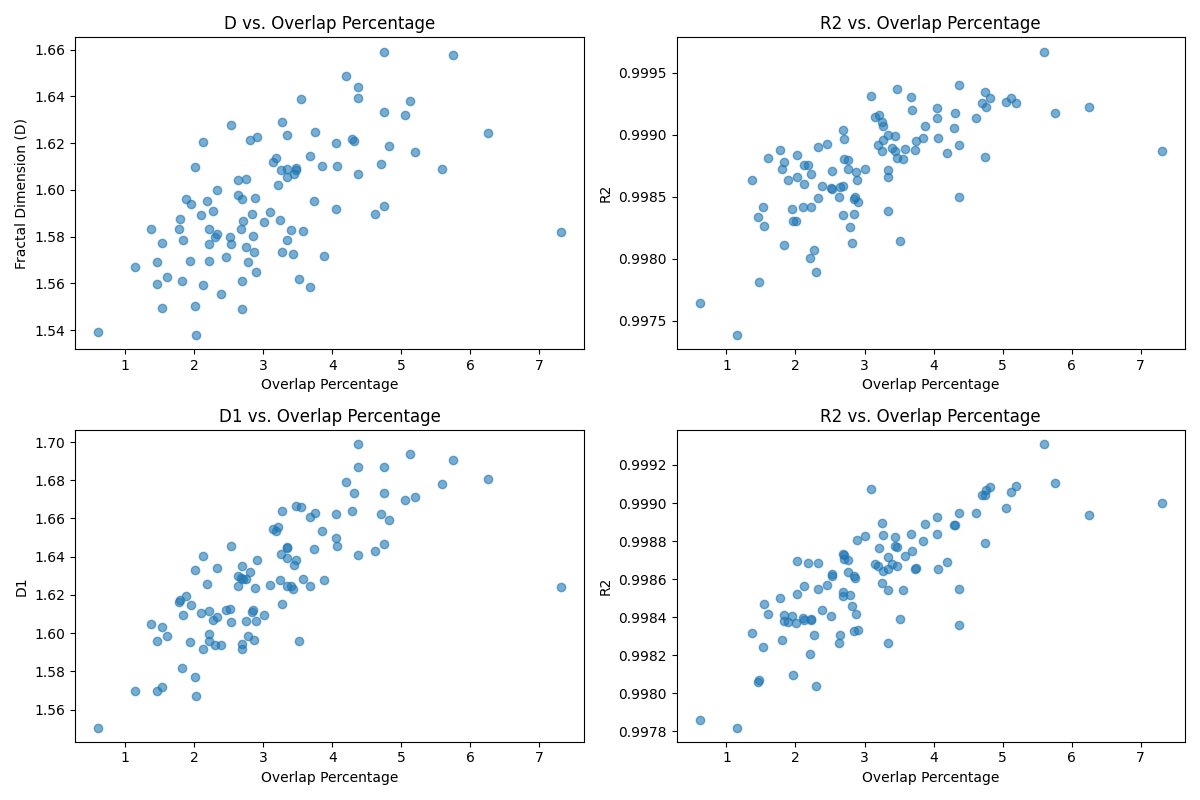 D vs. Overlap Percentage
Fractal Dimension (D)
1.66
1.64
1.62
1.60
1.58
1.56
1.54
1 2 3 4 5 6 7
Overlap Percentage
R2 vs. Overlap Percentage
R2
0.9995
0.9990
0.9985
0.9980
0.9975
1 2 3 4 5 6 7
Overlap Percentage
D1 vs. Overlap Percentage
D1
1.70
1.68
1.66
1.64
1.62
1.60
1.58
1.56
1 2 3 4 5 6 7
Overlap Percentage
R2 vs. Overlap Percentage
R2
0.9992
0.9990
0.9988
0.9986
0.9984
0.9982
0.9980
0.9978
1 2 3 4 5 6 7
Overlap Percentage